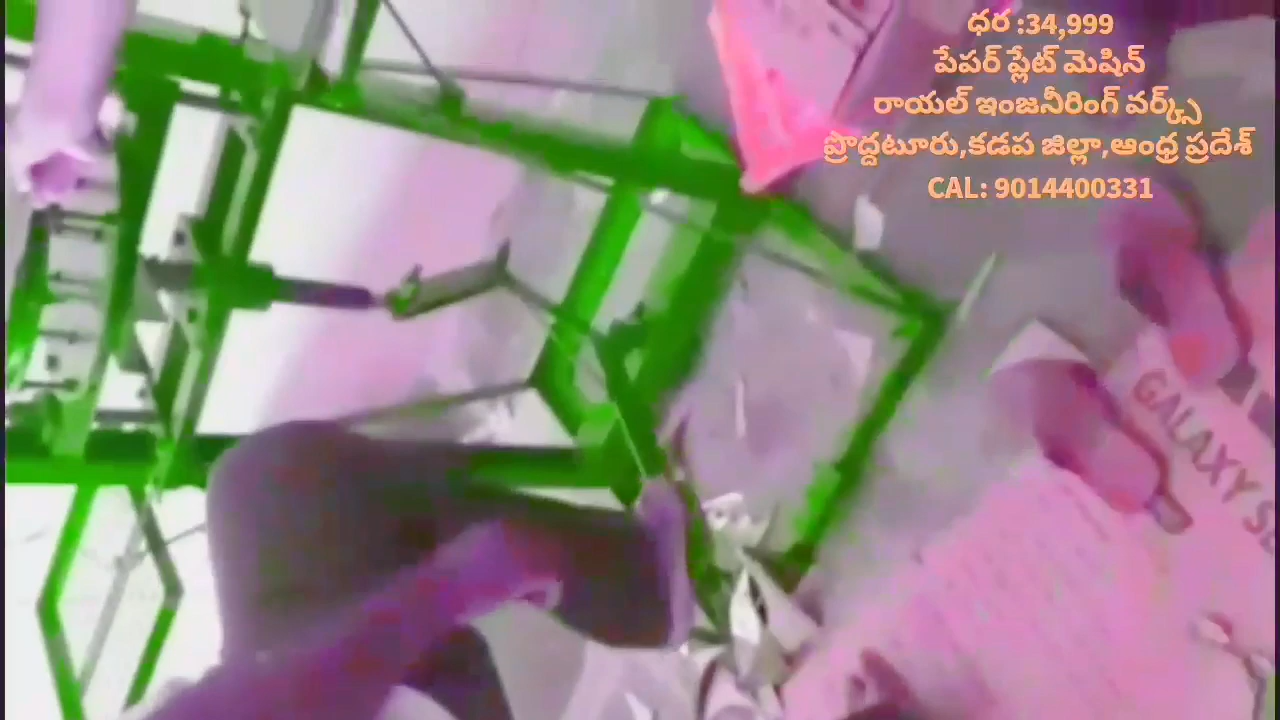 ధర :34,999
పేపర్ ప్లేట్ మెషిన్
రాయల్ ఇంజనీరింగ్ వర్క్స్
ప్రొద్దటూరు,కడప జిల్లా,ఆంధ్ర ప్రదేశ్
CAL: 9014400331
GALAXY